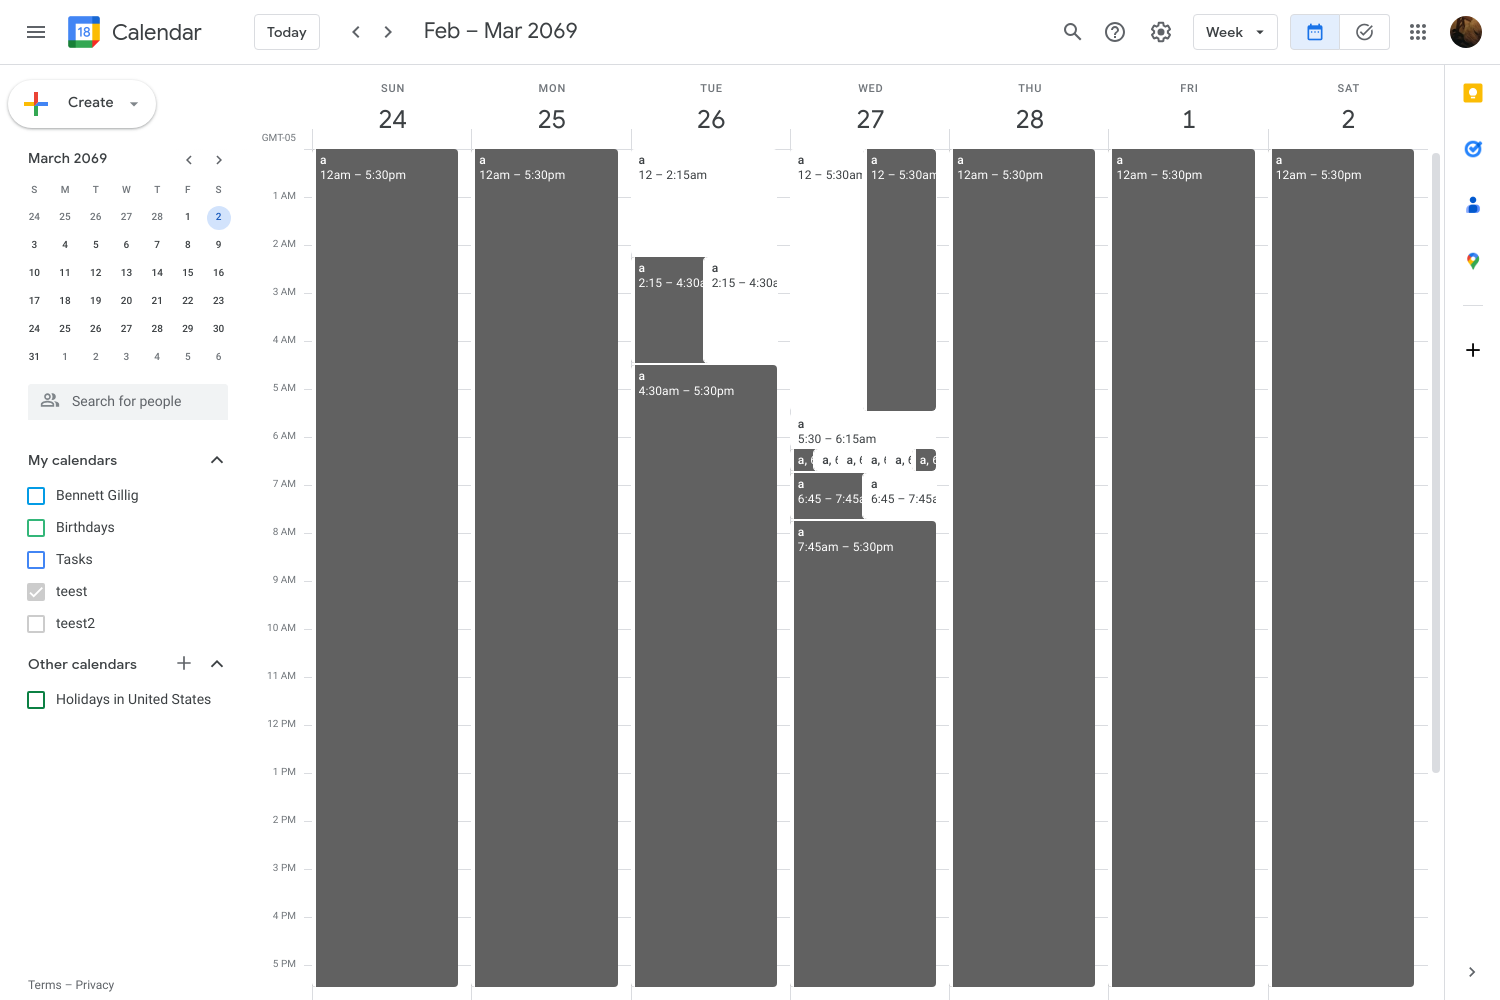 18 Calendar Today Feb – Mar 2069 Week
Create
March 2069
S M T W T F S
24 25 26 27 28 1 2
3 4 5 6 7 8 9
10 11 12 13 14 15 16
17 18 19 20 21 22 23
24 25 26 27 28 29 30
31 1 2 3 4 5 6
Search for people
My calendars
Bennett Gillig
Birthdays
Tasks
teest
teest2
Other calendars
Holidays in United States
Terms – Privacy
SUN MON TUE WED THU FRI SAT
24 25 26 27 28 1 2
GMT-05
1 AM
2 AM
3 AM
4 AM
5 AM
6 AM
7 AM
8 AM
9 AM
10 AM
11 AM
12 PM
1 PM
2 PM
3 PM
4 PM
5 PM
a
12am – 5:30pm
a
12am – 5:30pm
a
12 – 2:15am
a
2:15 – 4:30a
a
2:15 – 4:30a
a
4:30am – 5:30pm
a
12 – 5:30am
a
12 – 5:30am
a
5:30 – 6:15am
a, 6 a, 6 a, 6 a, 6 a, 6 a, 6
a
6:45 – 7:45a
a
6:45 – 7:45a
a
7:45am – 5:30pm
a
12am – 5:30pm
a
12am – 5:30pm
a
12am – 5:30pm